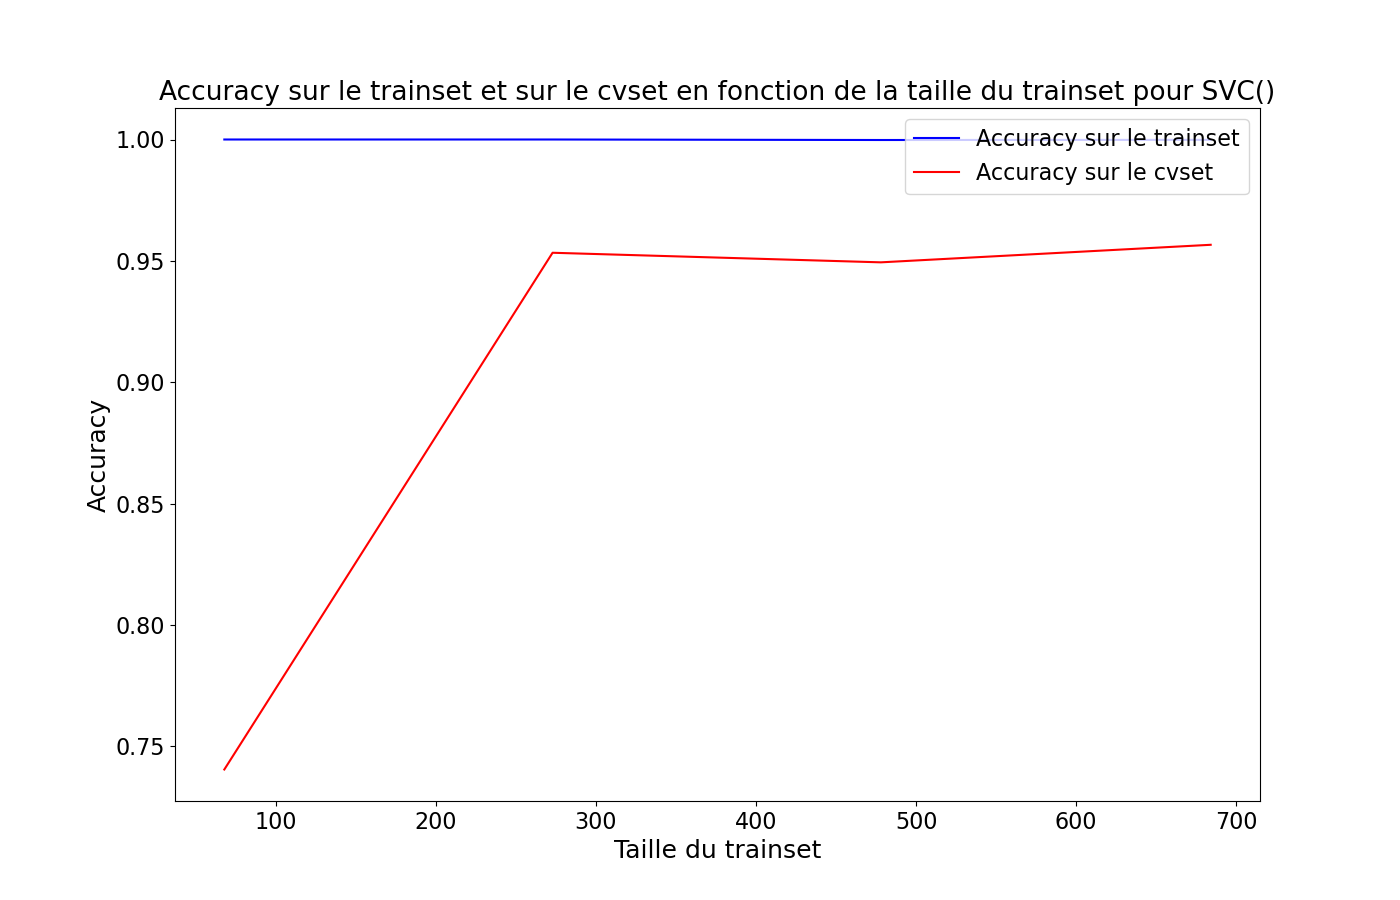 Accuracy sur le trainset et sur le cvset en fonction de la taille du trainset pour SVC()
1.00
0.95
0.90
0.85
0.80
0.75
Accuracy
Accuracy sur le trainset
Accuracy sur le cvset
100 200 300 400 500 600 700
Taille du trainset